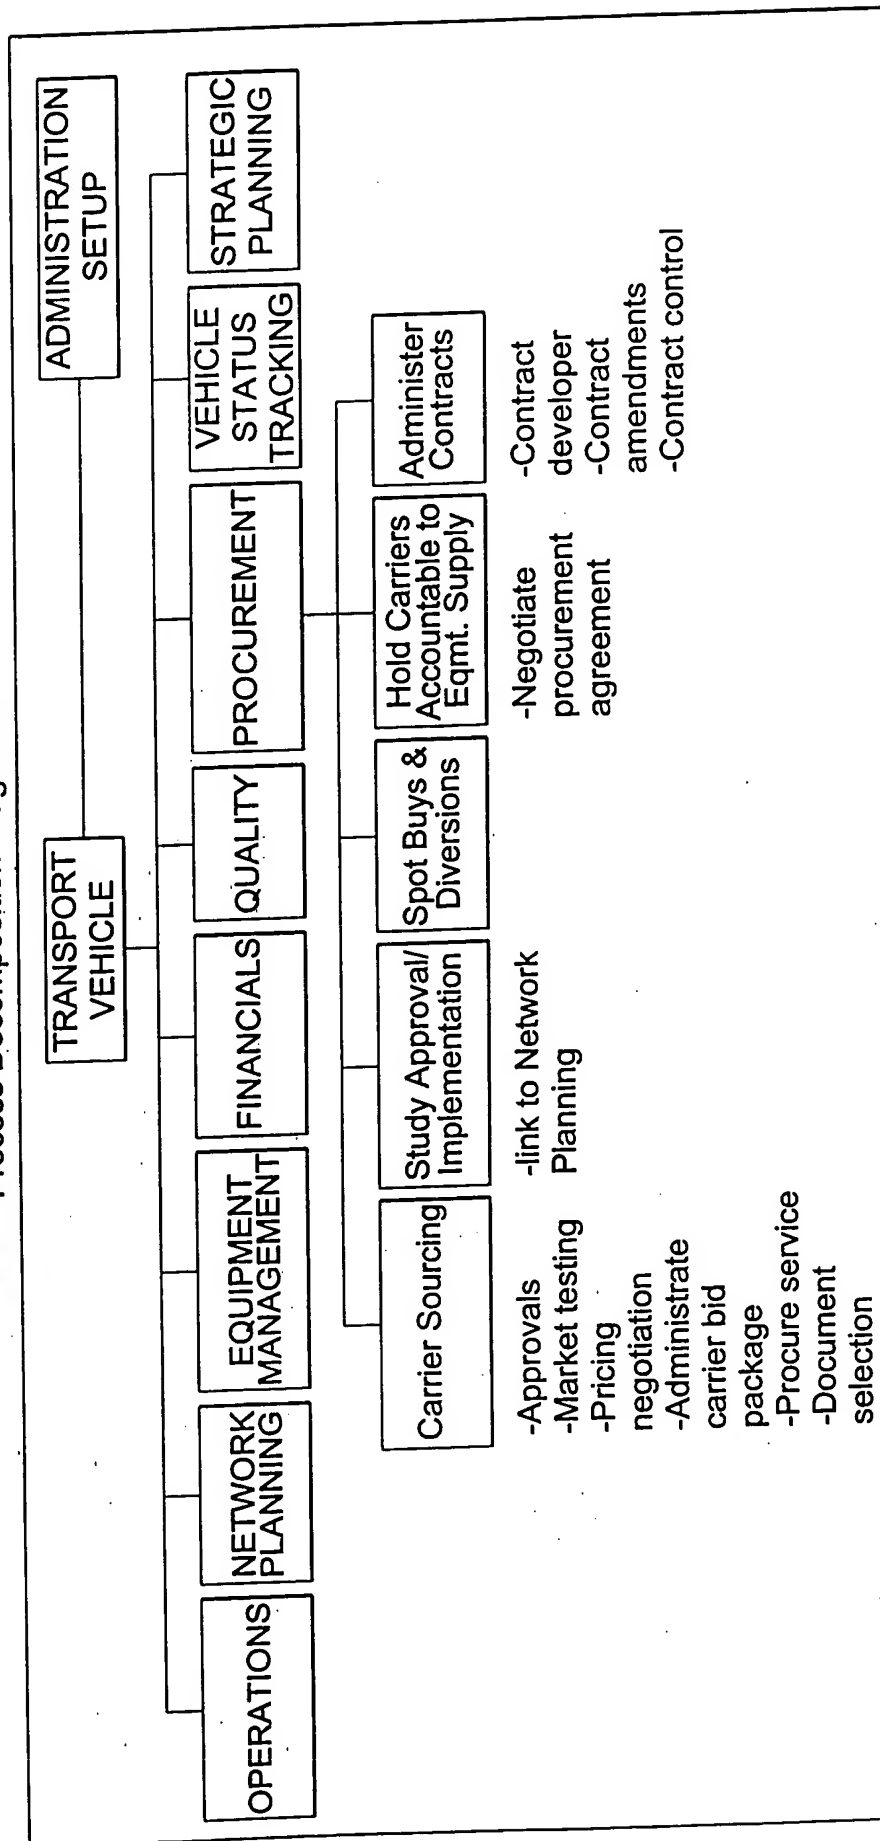 Process Decomposition
TRANSPORT
VEHICLE
ADMINISTRATION
SETUP
OPERATIONS
NETWORK
PLANNING
EQUIPMENT
MANAGEMENT
FINANCIALS
QUALITY
PROCUREMENT
VEHICLE
STATUS
TRACKING
STRATEGIC
PLANNING
Carrier Sourcing
-Approvals
-Market testing
-Pricing
negotiation
-Administrate
carrier bid
package
-Procure service
-Document
selection
Study Approval/
Implementation
-link to Network
Planning
Spot Buys &
Diversions
Hold Carriers
Accountable to
Eqmt. Supply
-Negotiate
procurement
agreement
Administer
Contracts
-Contract
developer
-Contract
amendments
-Contract control